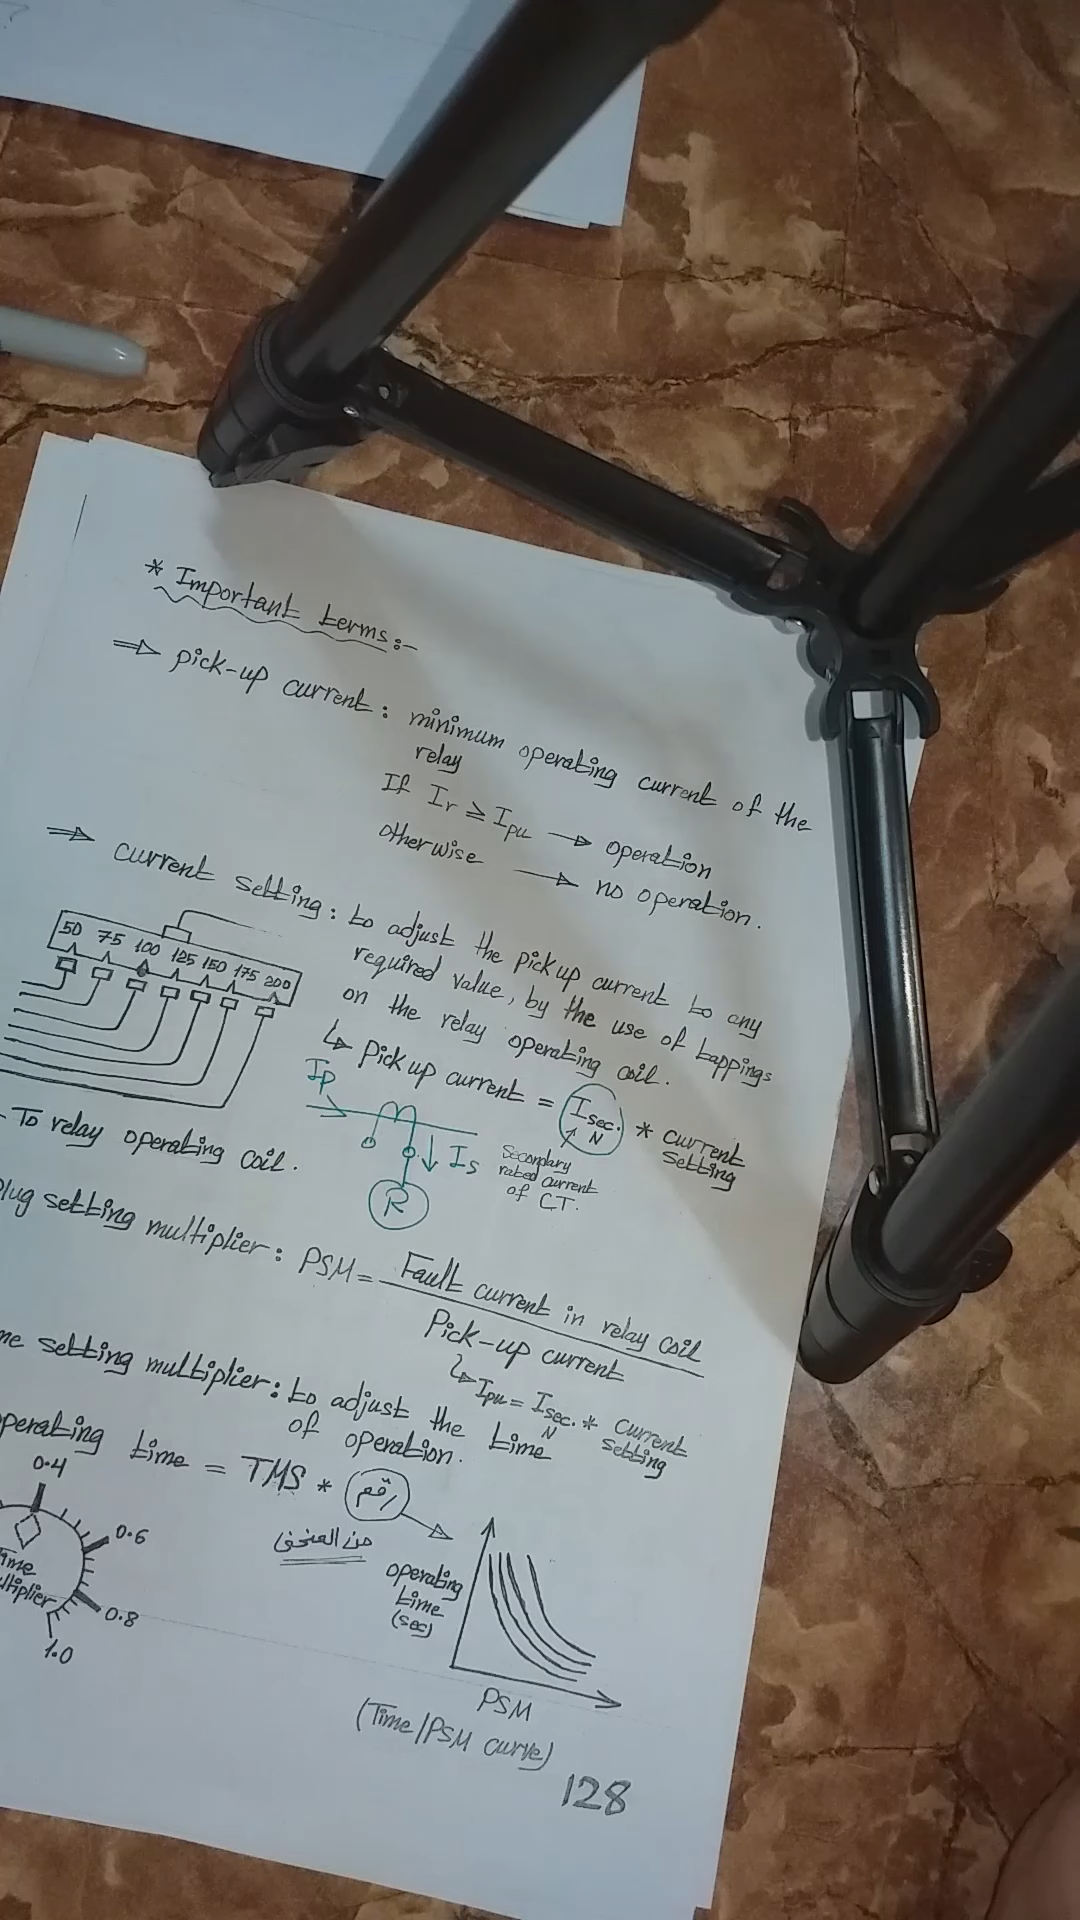 * Important terms:-
⇒ pick-up current: minimum operating current of the
relay
If Ir ≥ Ipu → operation
otherwise → no operation.
⇒ current setting: to adjust the pick up current to any
required value, by the use of tappings
on the relay operating coil.
↳ Pick up current = Isec.N * current setting
Secondary
rated current
of C.T.
50 75 100 125 150 175 200
To relay operating coil.
Ip
Is
R
plug setting multiplier: PSM = Fault current in relay coil
Pick-up current
↳ Ipu = Isec.N * current setting
me setting multiplier: to adjust the time
of operation.
perating time = TMS * رقم
من المنحنى
0.4
0.6
0.8
1.0
ime
ultiplier
operating
time
(sec)
PSM
(Time/PSM curve)
128